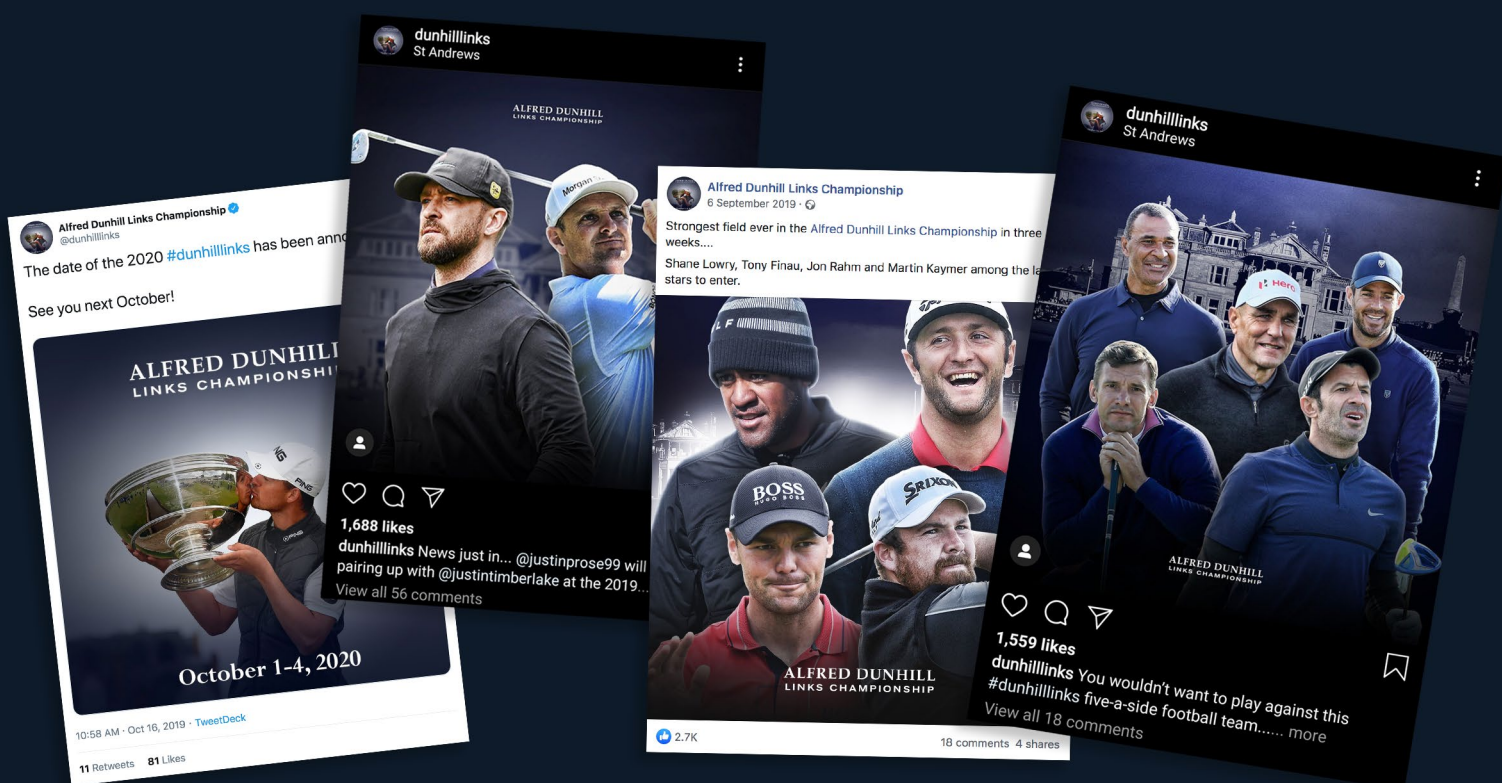 Alfred Dunhill Links Championship
@dunhilllinks
The date of the 2020 #dunhilllinks has been
See you next October!
ALFRED DUNHILL
LINKS CHAMPIONSHIP
PING
PING
October 1-4, 2020
10:58 AM · Oct 16, 2019 · TweetDeck
11 Retweets 81 Likes
dunhilllinks
St Andrews
ALFRED DUNHILL
LINKS CHAMPIONSHIP
Morgan
1,688 likes
dunhilllinks News just in... @justinprose99 will
pairing up with @justintimberlake at the 2019...
View all 56 comments
Alfred Dunhill Links Championship
6 September 2019 ·
Strongest field ever in the Alfred Dunhill Links Championship in three
weeks....
Shane Lowry, Tony Finau, Jon Rahm and Martin Kaymer among the
stars to enter.
BOSS
HUGO BOSS
SRIXON
ALFRED DUNHILL
LINKS CHAMPIONSHIP
2.7K
18 comments 4 shares
dunhilllinks
St Andrews
Hero
ALFRED DUNHILL
LINKS CHAMPIONSHIP
1,559 likes
dunhilllinks You wouldn't want to play against this
#dunhilllinks five-a-side football team...... more
View all 18 comments